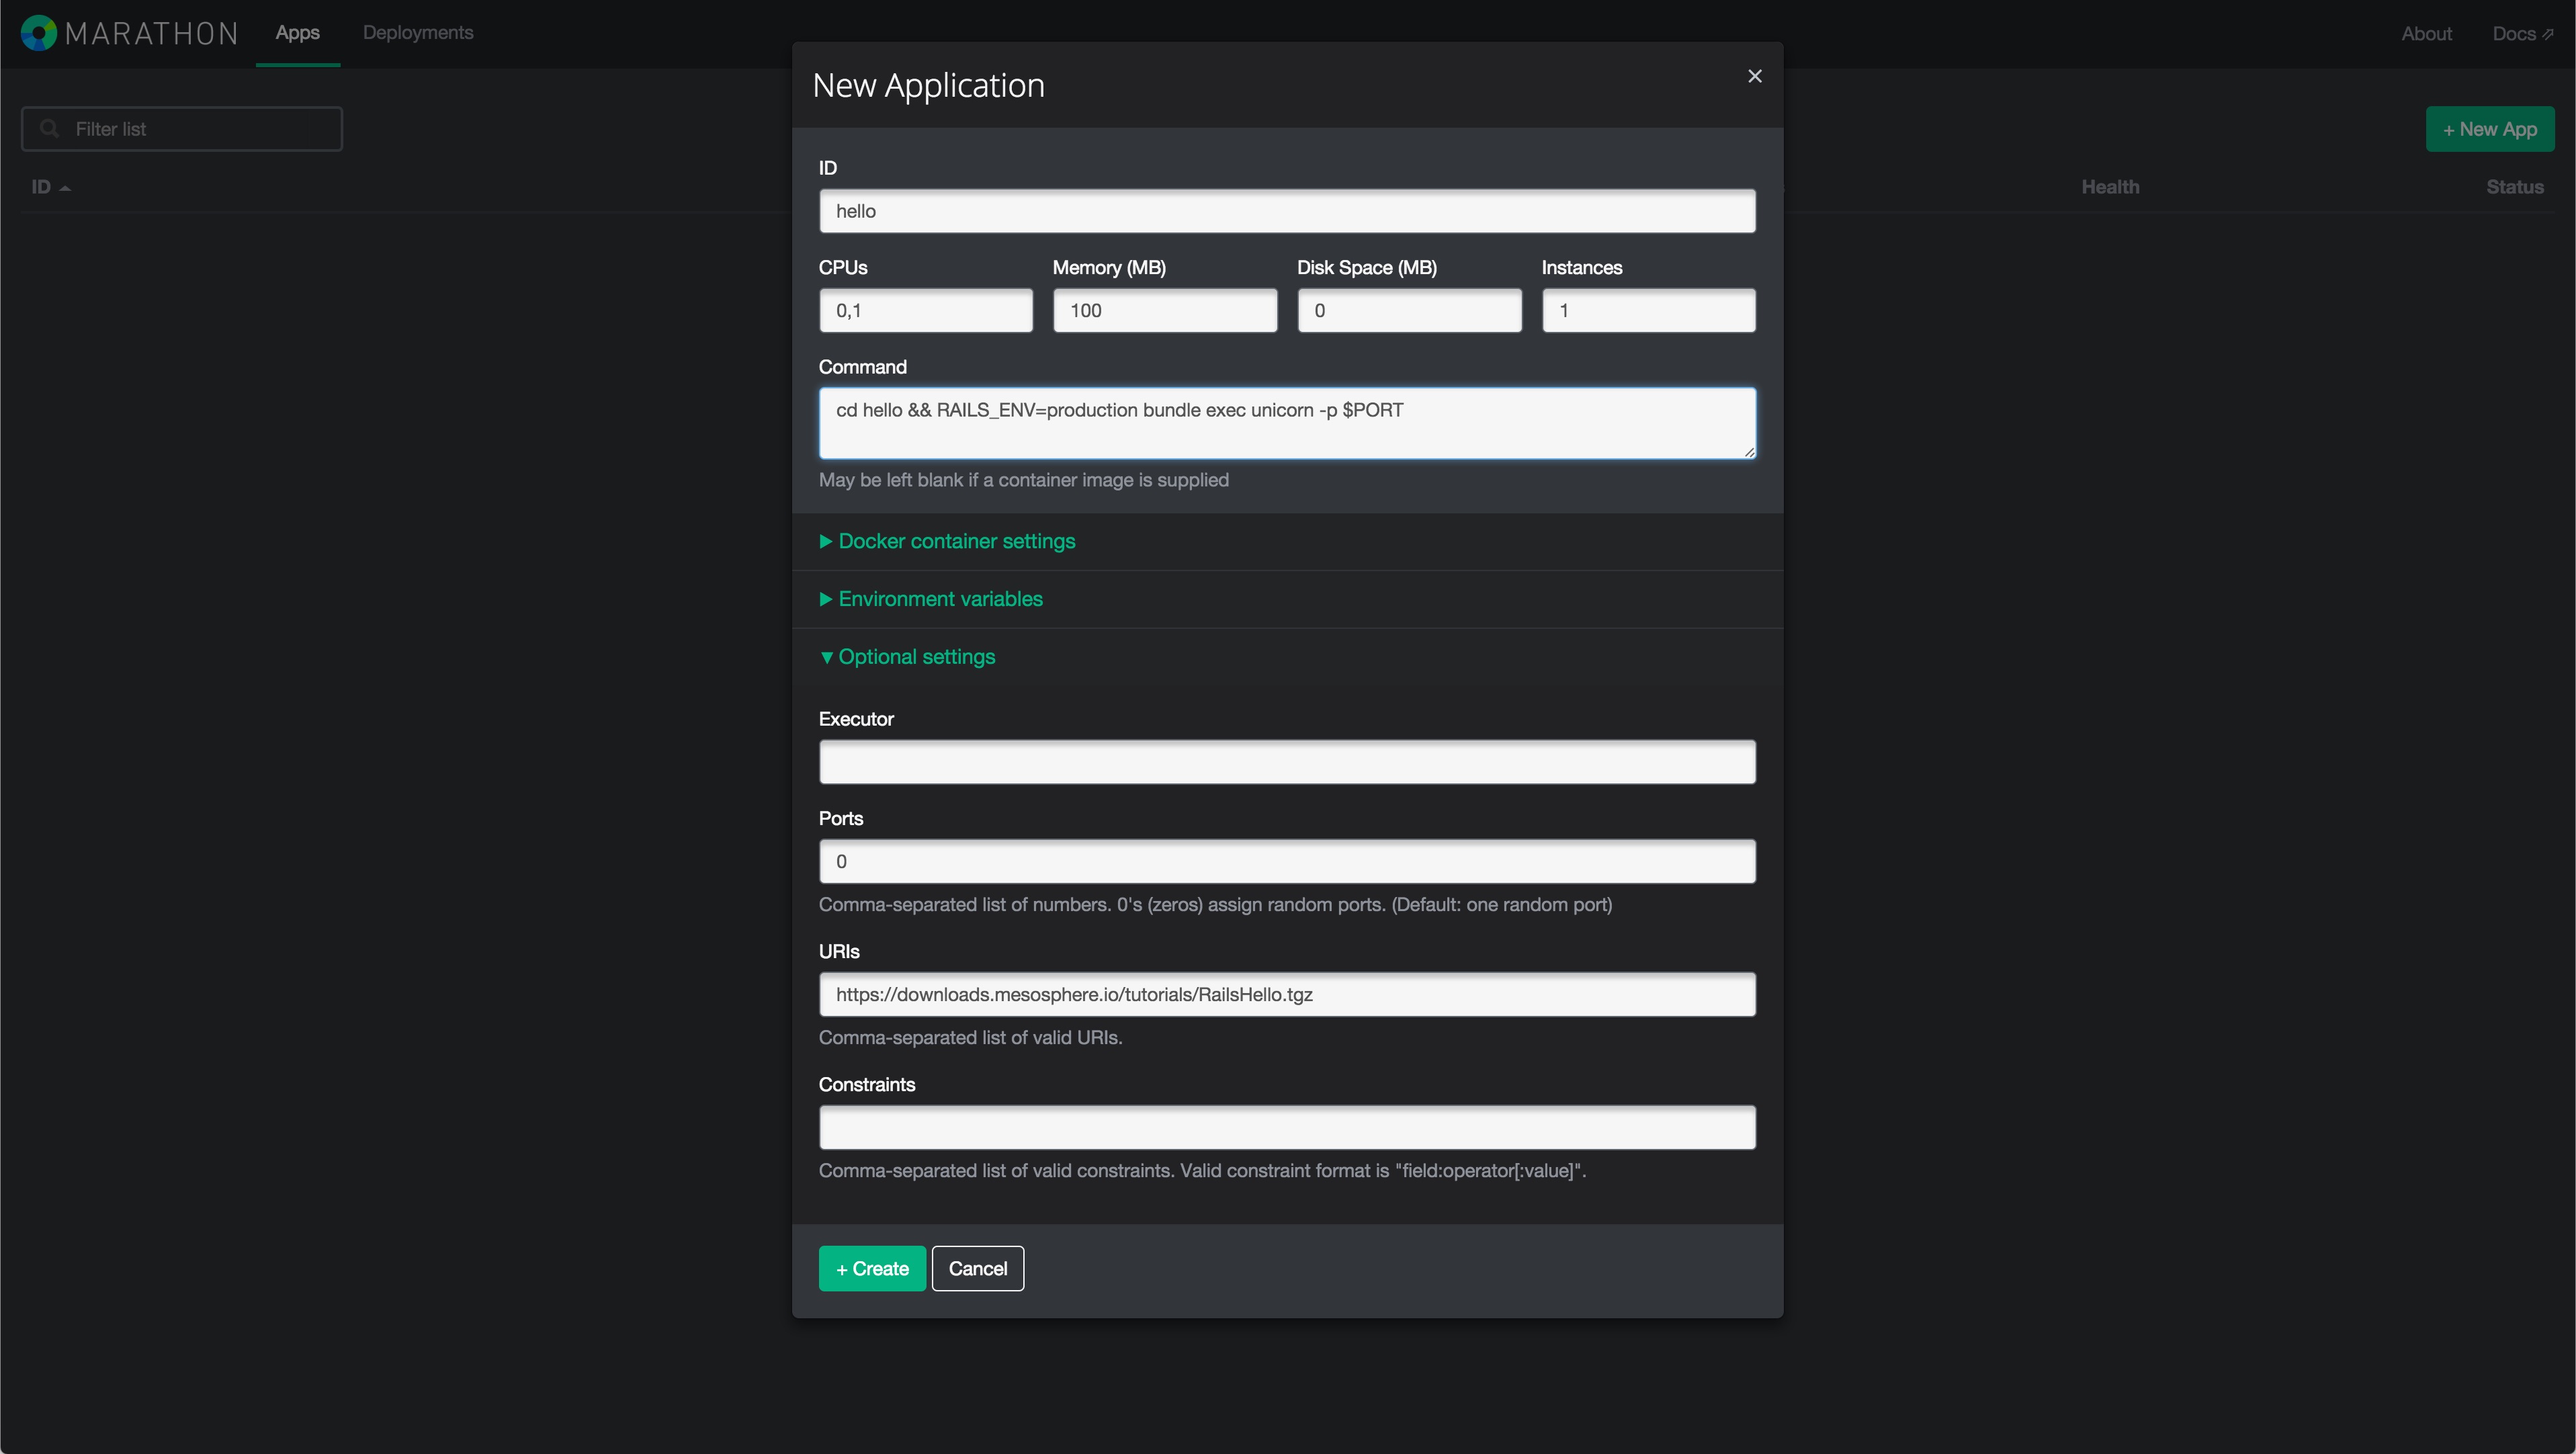 MARATHON Apps Deployments About Docs
New Application ×
Filter list + New App
ID Health Status
ID
hello
CPUs Memory (MB) Disk Space (MB) Instances
0,1 100 0 1
Command
cd hello && RAILS_ENV=production bundle exec unicorn -p $PORT
May be left blank if a container image is supplied
Docker container settings
Environment variables
Optional settings
Executor
Ports
0
Comma-separated list of numbers. 0's (zeros) assign random ports. (Default: one random port)
URIs
https://downloads.mesosphere.io/tutorials/RailsHello.tgz
Comma-separated list of valid URIs.
Constraints
Comma-separated list of valid constraints. Valid constraint format is "field:operator[:value]".
+ Create Cancel